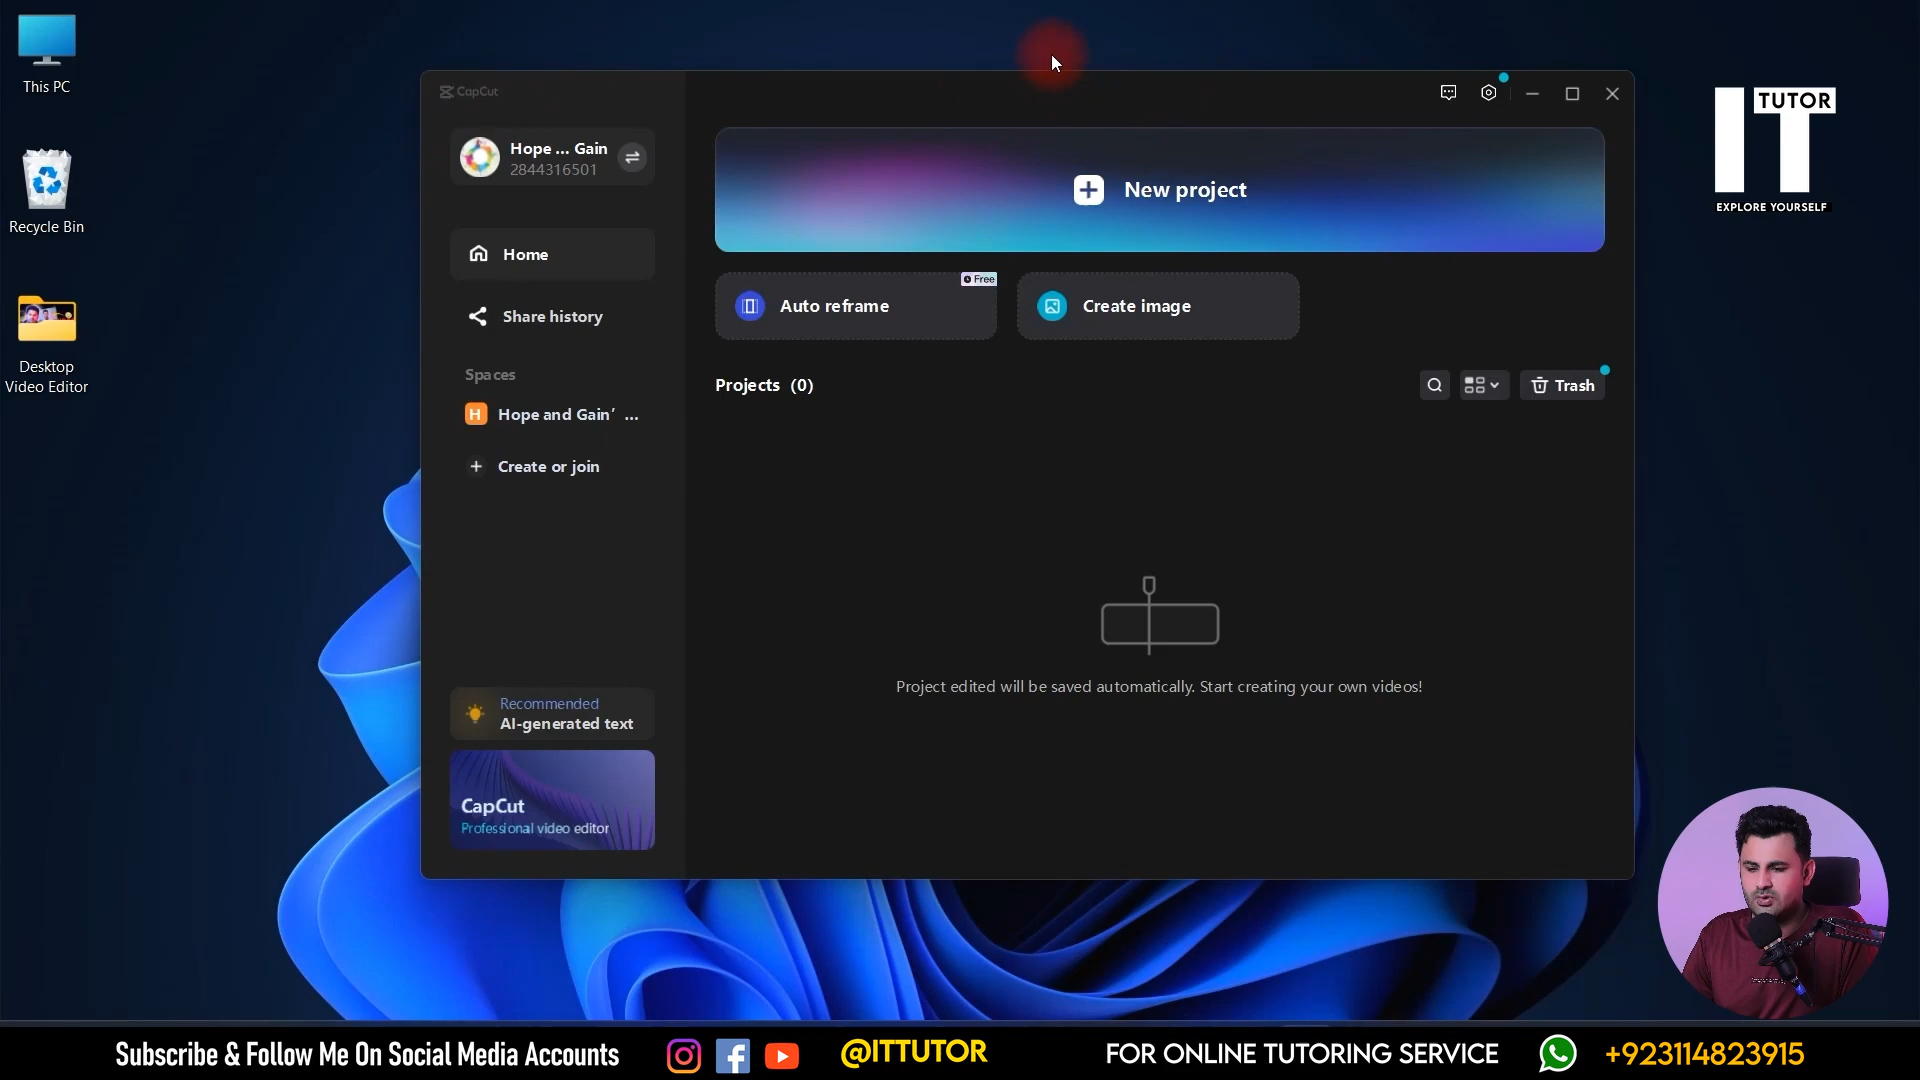 This PC
Recycle Bin
Desktop
Video Editor
CapCut
Hope ... Gain
2844316501
Home
Share history
Spaces
H Hope and Gain’ ...
Create or join
Recommended
AI-generated text
CapCut
Professional video editor
New project
Free
Auto reframe
Create image
Projects (0)
Trash
Project edited will be saved automatically. Start creating your own videos!
IT TUTOR
EXPLORE YOURSELF
Subscribe & Follow Me On Social Media Accounts
@ITTUTOR
FOR ONLINE TUTORING SERVICE
+923114823915